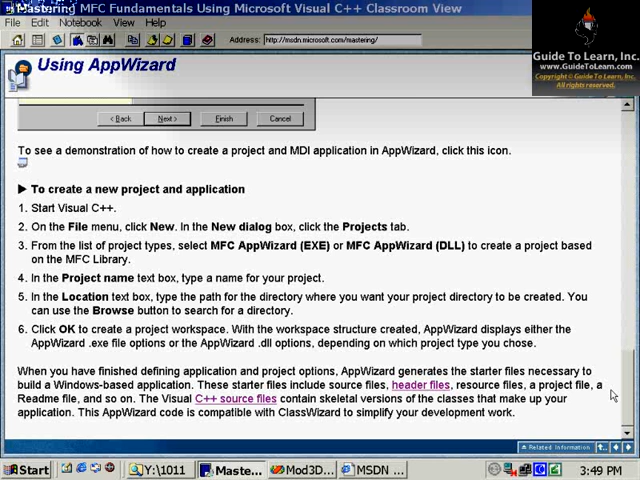 Mastering MFC Fundamentals Using Microsoft Visual C++ Classroom View
File Edit Notebook View Help
Address: http://msdn.microsoft.com/mastering/
Guide To Learn, Inc.
www.GuideToLearn.com
Copyright © Guide To Learn, Inc.
All rights reserved.
Using AppWizard
< Back Next > Finish Cancel
To see a demonstration of how to create a project and MDI application in AppWizard, click this icon.
To create a new project and application
1. Start Visual C++.
2. On the File menu, click New. In the New dialog box, click the Projects tab.
3. From the list of project types, select MFC AppWizard (EXE) or MFC AppWizard (DLL) to create a project based
on the MFC Library.
4. In the Project name text box, type a name for your project.
5. In the Location text box, type the path for the directory where you want your project directory to be created. You
can use the Browse button to search for a directory.
6. Click OK to create a project workspace. With the workspace structure created, AppWizard displays either the
AppWizard .exe file options or the AppWizard .dll options, depending on which project type you chose.
When you have finished defining application and project options, AppWizard generates the starter files necessary to
build a Windows-based application. These starter files include source files, header files, resource files, a project file, a
Readme file, and so on. The Visual C++ source files contain skeletal versions of the classes that make up your
application. This AppWizard code is compatible with ClassWizard to simplify your development work.
Related Information
Start Y:\1011 Maste... Mod3D... MSDN ... 3:49 PM